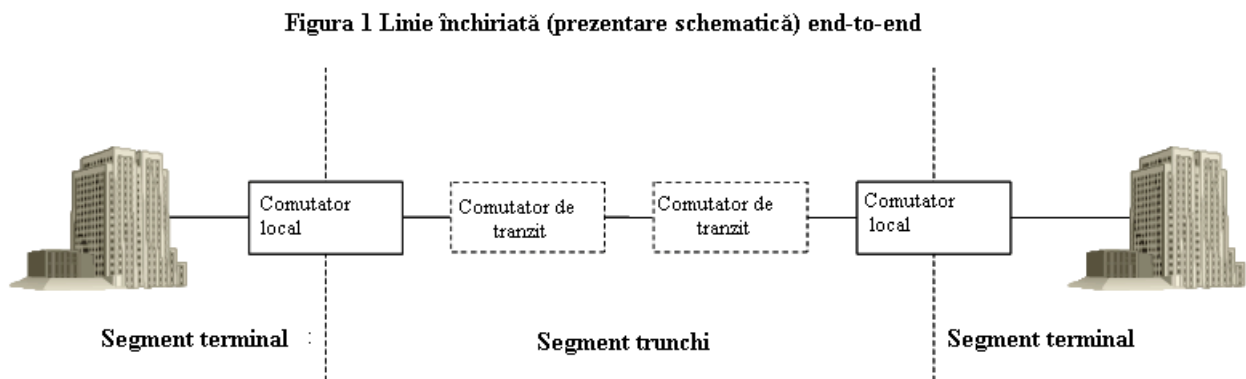 Figura 1 Linie închiriată (prezentare schematică) end-to-end
Comutator
local
Comutator de
tranzit
Comutator de
tranzit
Comutator
local
Segment terminal :
Segment trunchi
Segment terminal